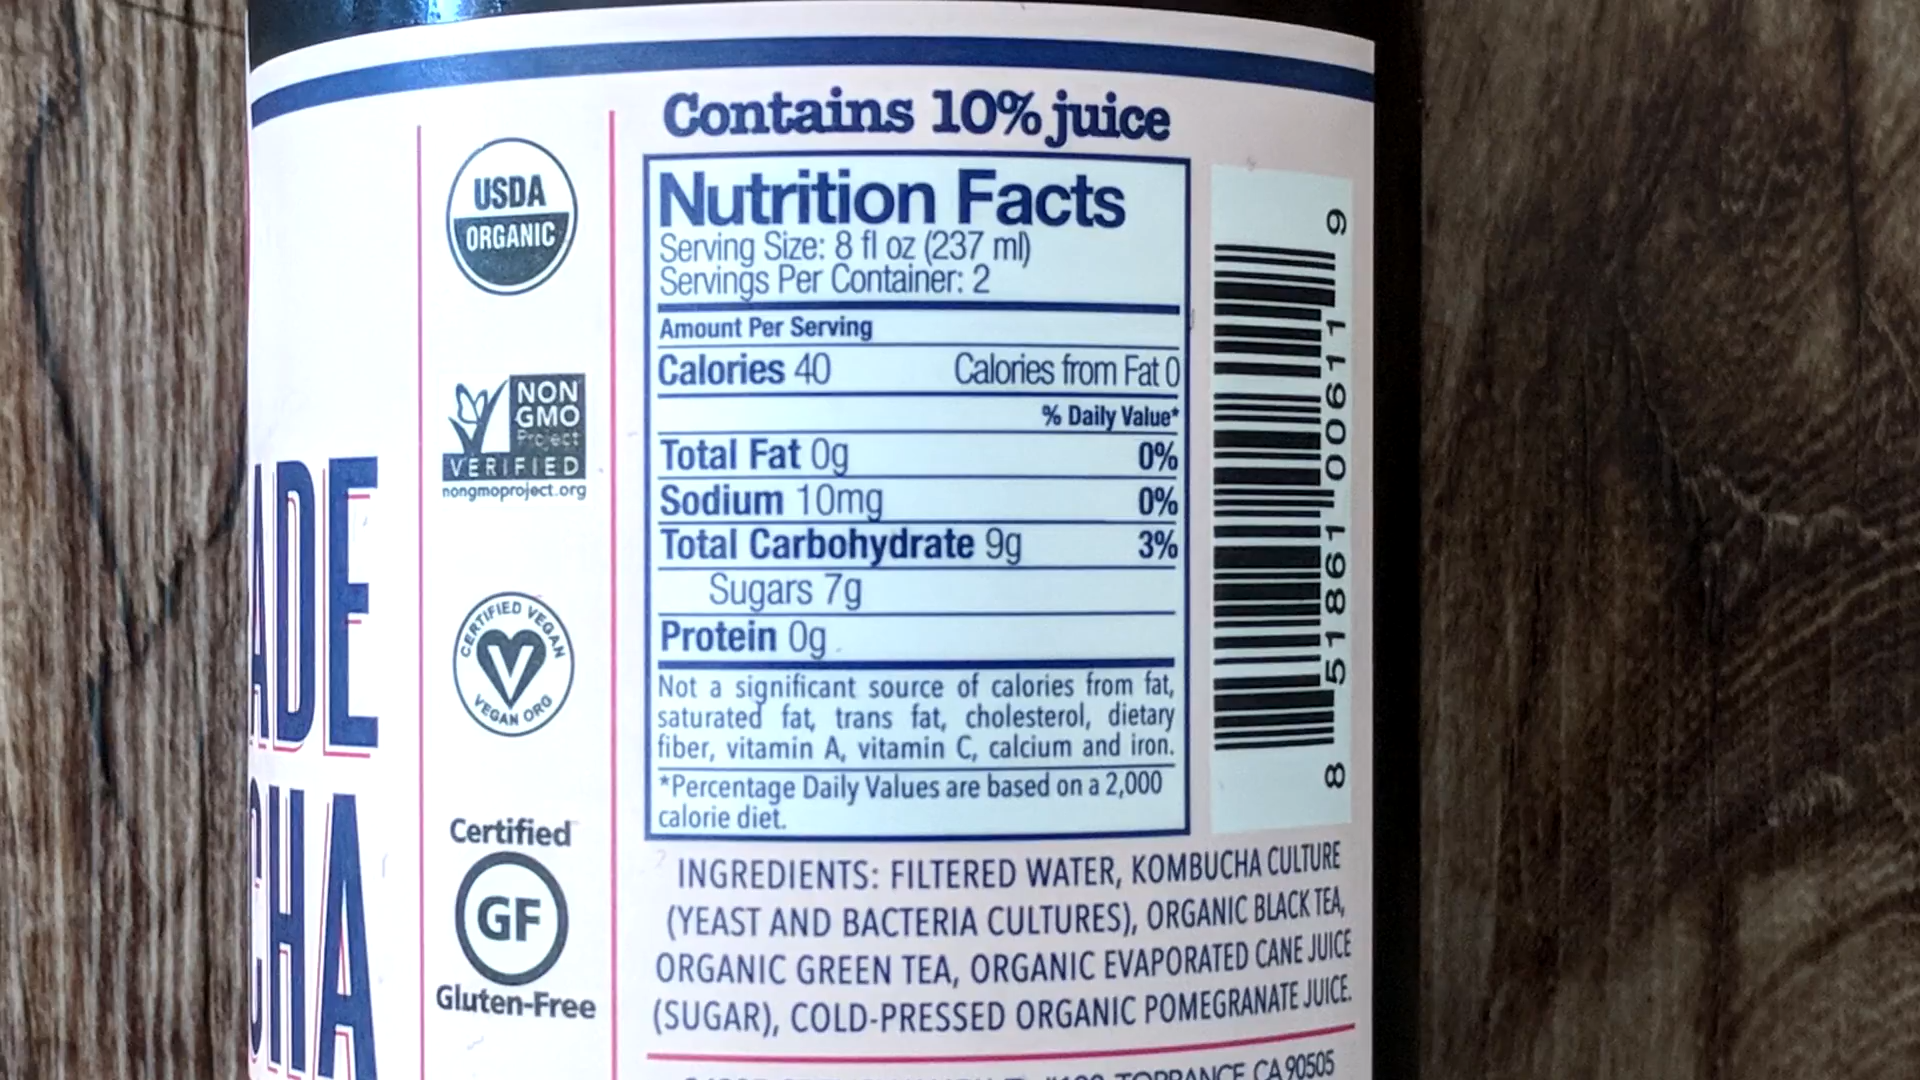 ADE
CHA
USDA
ORGANIC
NON
GMO
Project
VERIFIED
nongmoproject.org
CERTIFIED VEGAN
VEGAN ORG
Certified
GF
Gluten-Free
Contains 10% juice
Nutrition Facts
Serving Size: 8 fl oz (237 ml)
Servings Per Container: 2
Amount Per Serving
Calories 40 Calories from Fat 0
% Daily Value*
Total Fat 0g 0%
Sodium 10mg 0%
Total Carbohydrate 9g 3%
Sugars 7g
Protein 0g
Not a significant source of calories from fat,
saturated fat, trans fat, cholesterol, dietary
fiber, vitamin A, vitamin C, calcium and iron.
*Percentage Daily Values are based on a 2,000
calorie diet.
8 51861 00611 9
INGREDIENTS: FILTERED WATER, KOMBUCHA CULTURE
(YEAST AND BACTERIA CULTURES), ORGANIC BLACK TEA,
ORGANIC GREEN TEA, ORGANIC EVAPORATED CANE JUICE
(SUGAR), COLD-PRESSED ORGANIC POMEGRANATE JUICE.
TORRANCE CA 90505